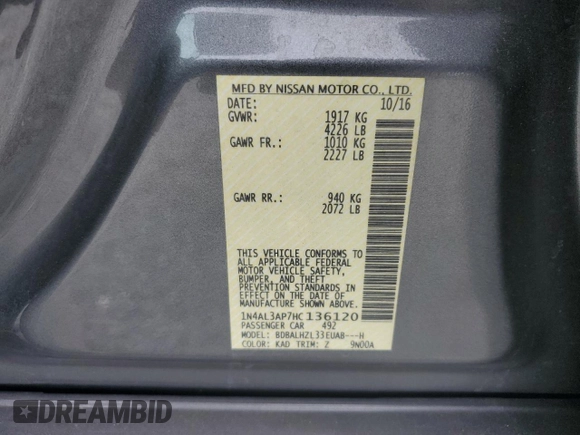 MFD BY NISSAN MOTOR CO., LTD.
DATE: 10/16
GVWR: 1917 KG
4226 LB
GAWR FR.: 1010 KG
2227 LB
GAWR RR.: 940 KG
2072 LB
THIS VEHICLE CONFORMS TO
ALL APPLICABLE FEDERAL
MOTOR VEHICLE SAFETY,
BUMPER, AND THEFT
PREVENTION STANDARDS IN
EFFECT ON THE DATE OF
MANUFACTURE SHOWN ABOVE.
1N4AL3AP7HC136120
PASSENGER CAR 492
MODEL: BDBALHZL33EUAB---H
COLOR: KAD TRIM: Z 9N00A
DREAMBID